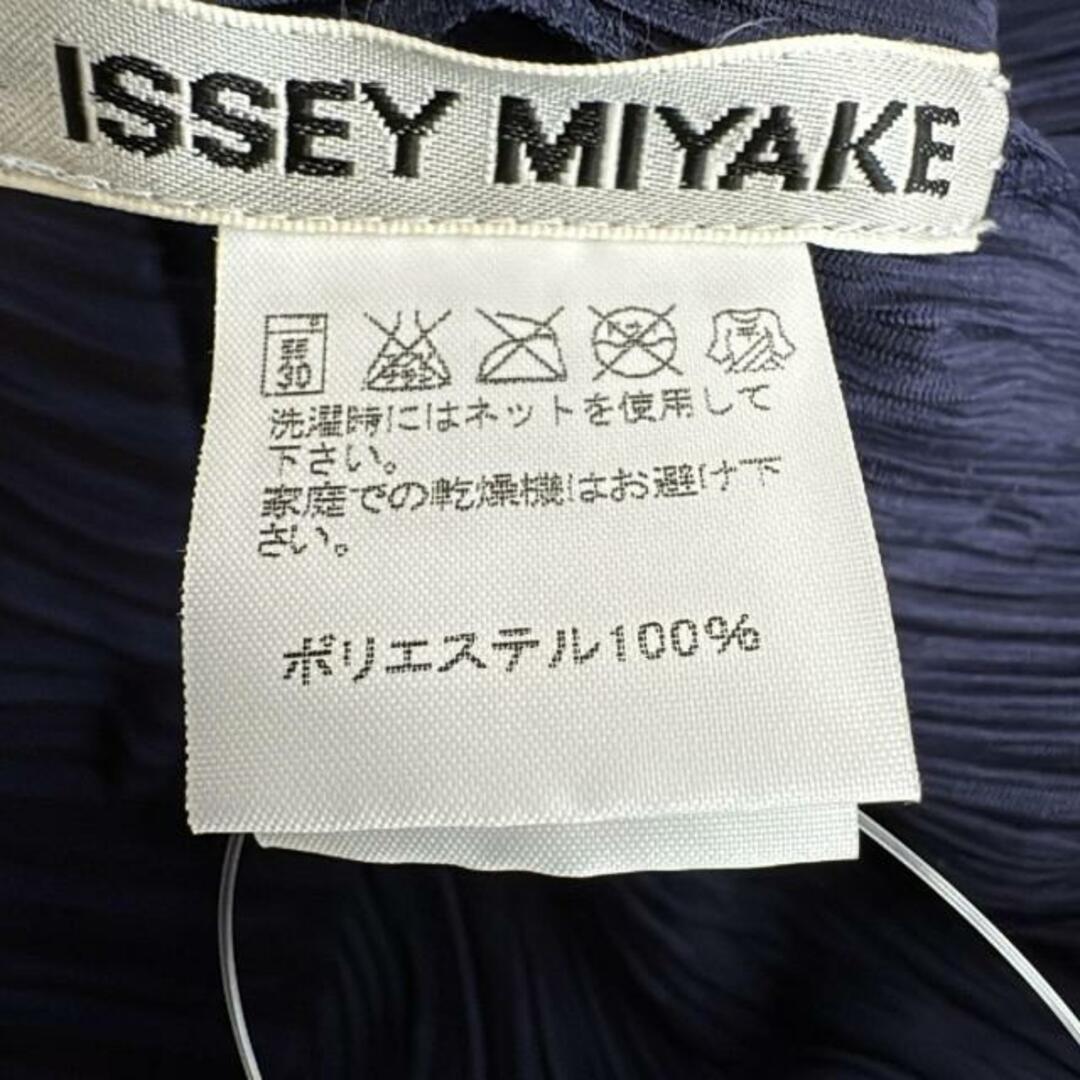 ISSEY MIYAKE
30
洗濯時にはネットを使用して
下さい。
家庭での乾燥機はお避け下
さい。
ポリエステル100%